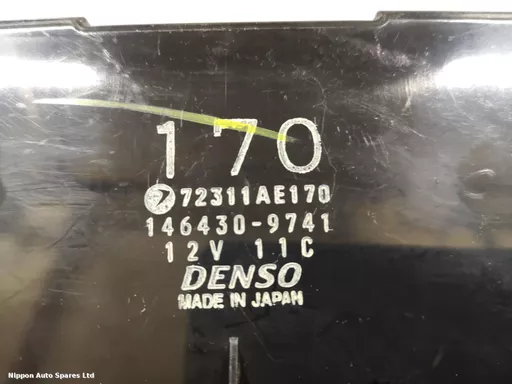 170
72311AE170
146430-9741
12V 11C
DENSO
MADE IN JAPAN
Nippon Auto Spares Ltd